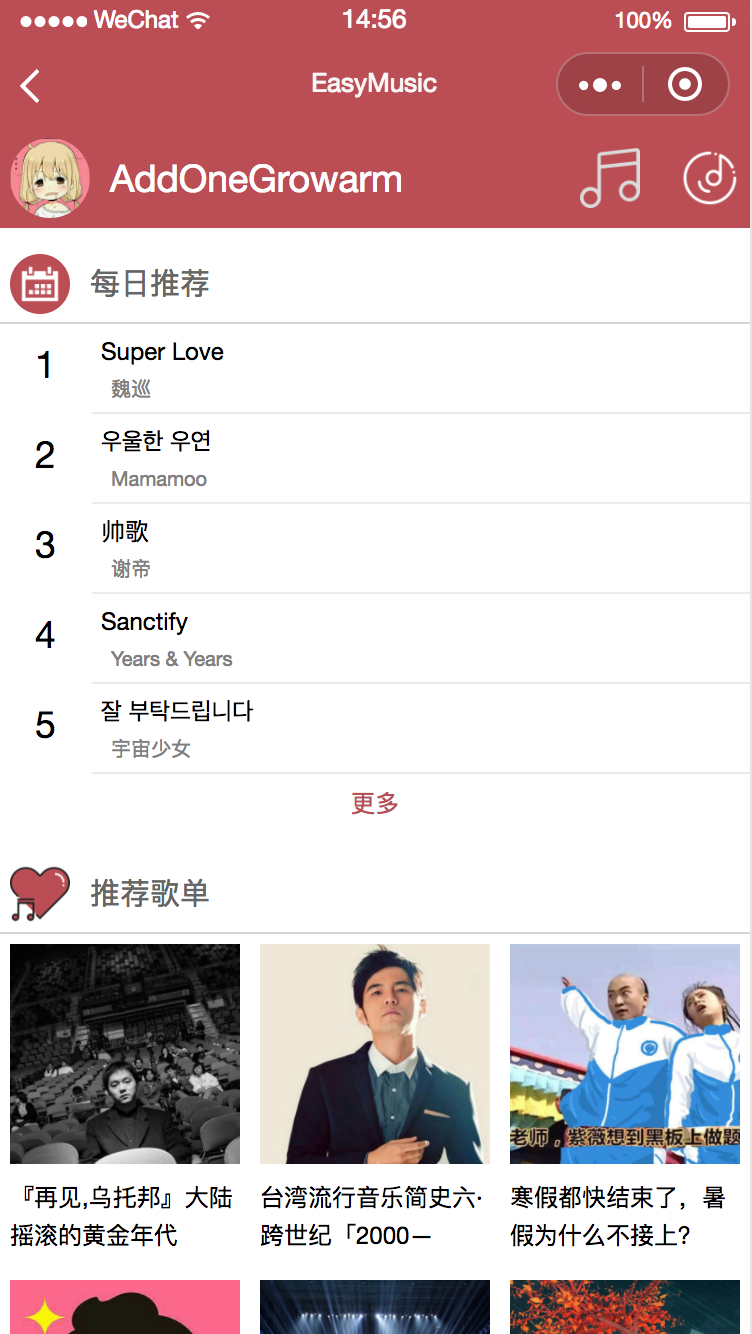 WeChat 14:56 100%
EasyMusic
AddOneGrowarm
每日推荐
1 Super Love
魏巡
2 우울한 우연
Mamamoo
3 帅歌
谢帝
4 Sanctify
Years & Years
5 잘 부탁드립니다
宇宙少女
更多
推荐歌单
老师，紫薇想到黑板上做题
『再见,乌托邦』大陆
摇滚的黄金年代
台湾流行音乐简史六·
跨世纪「2000—
寒假都快结束了，暑
假为什么不接上?